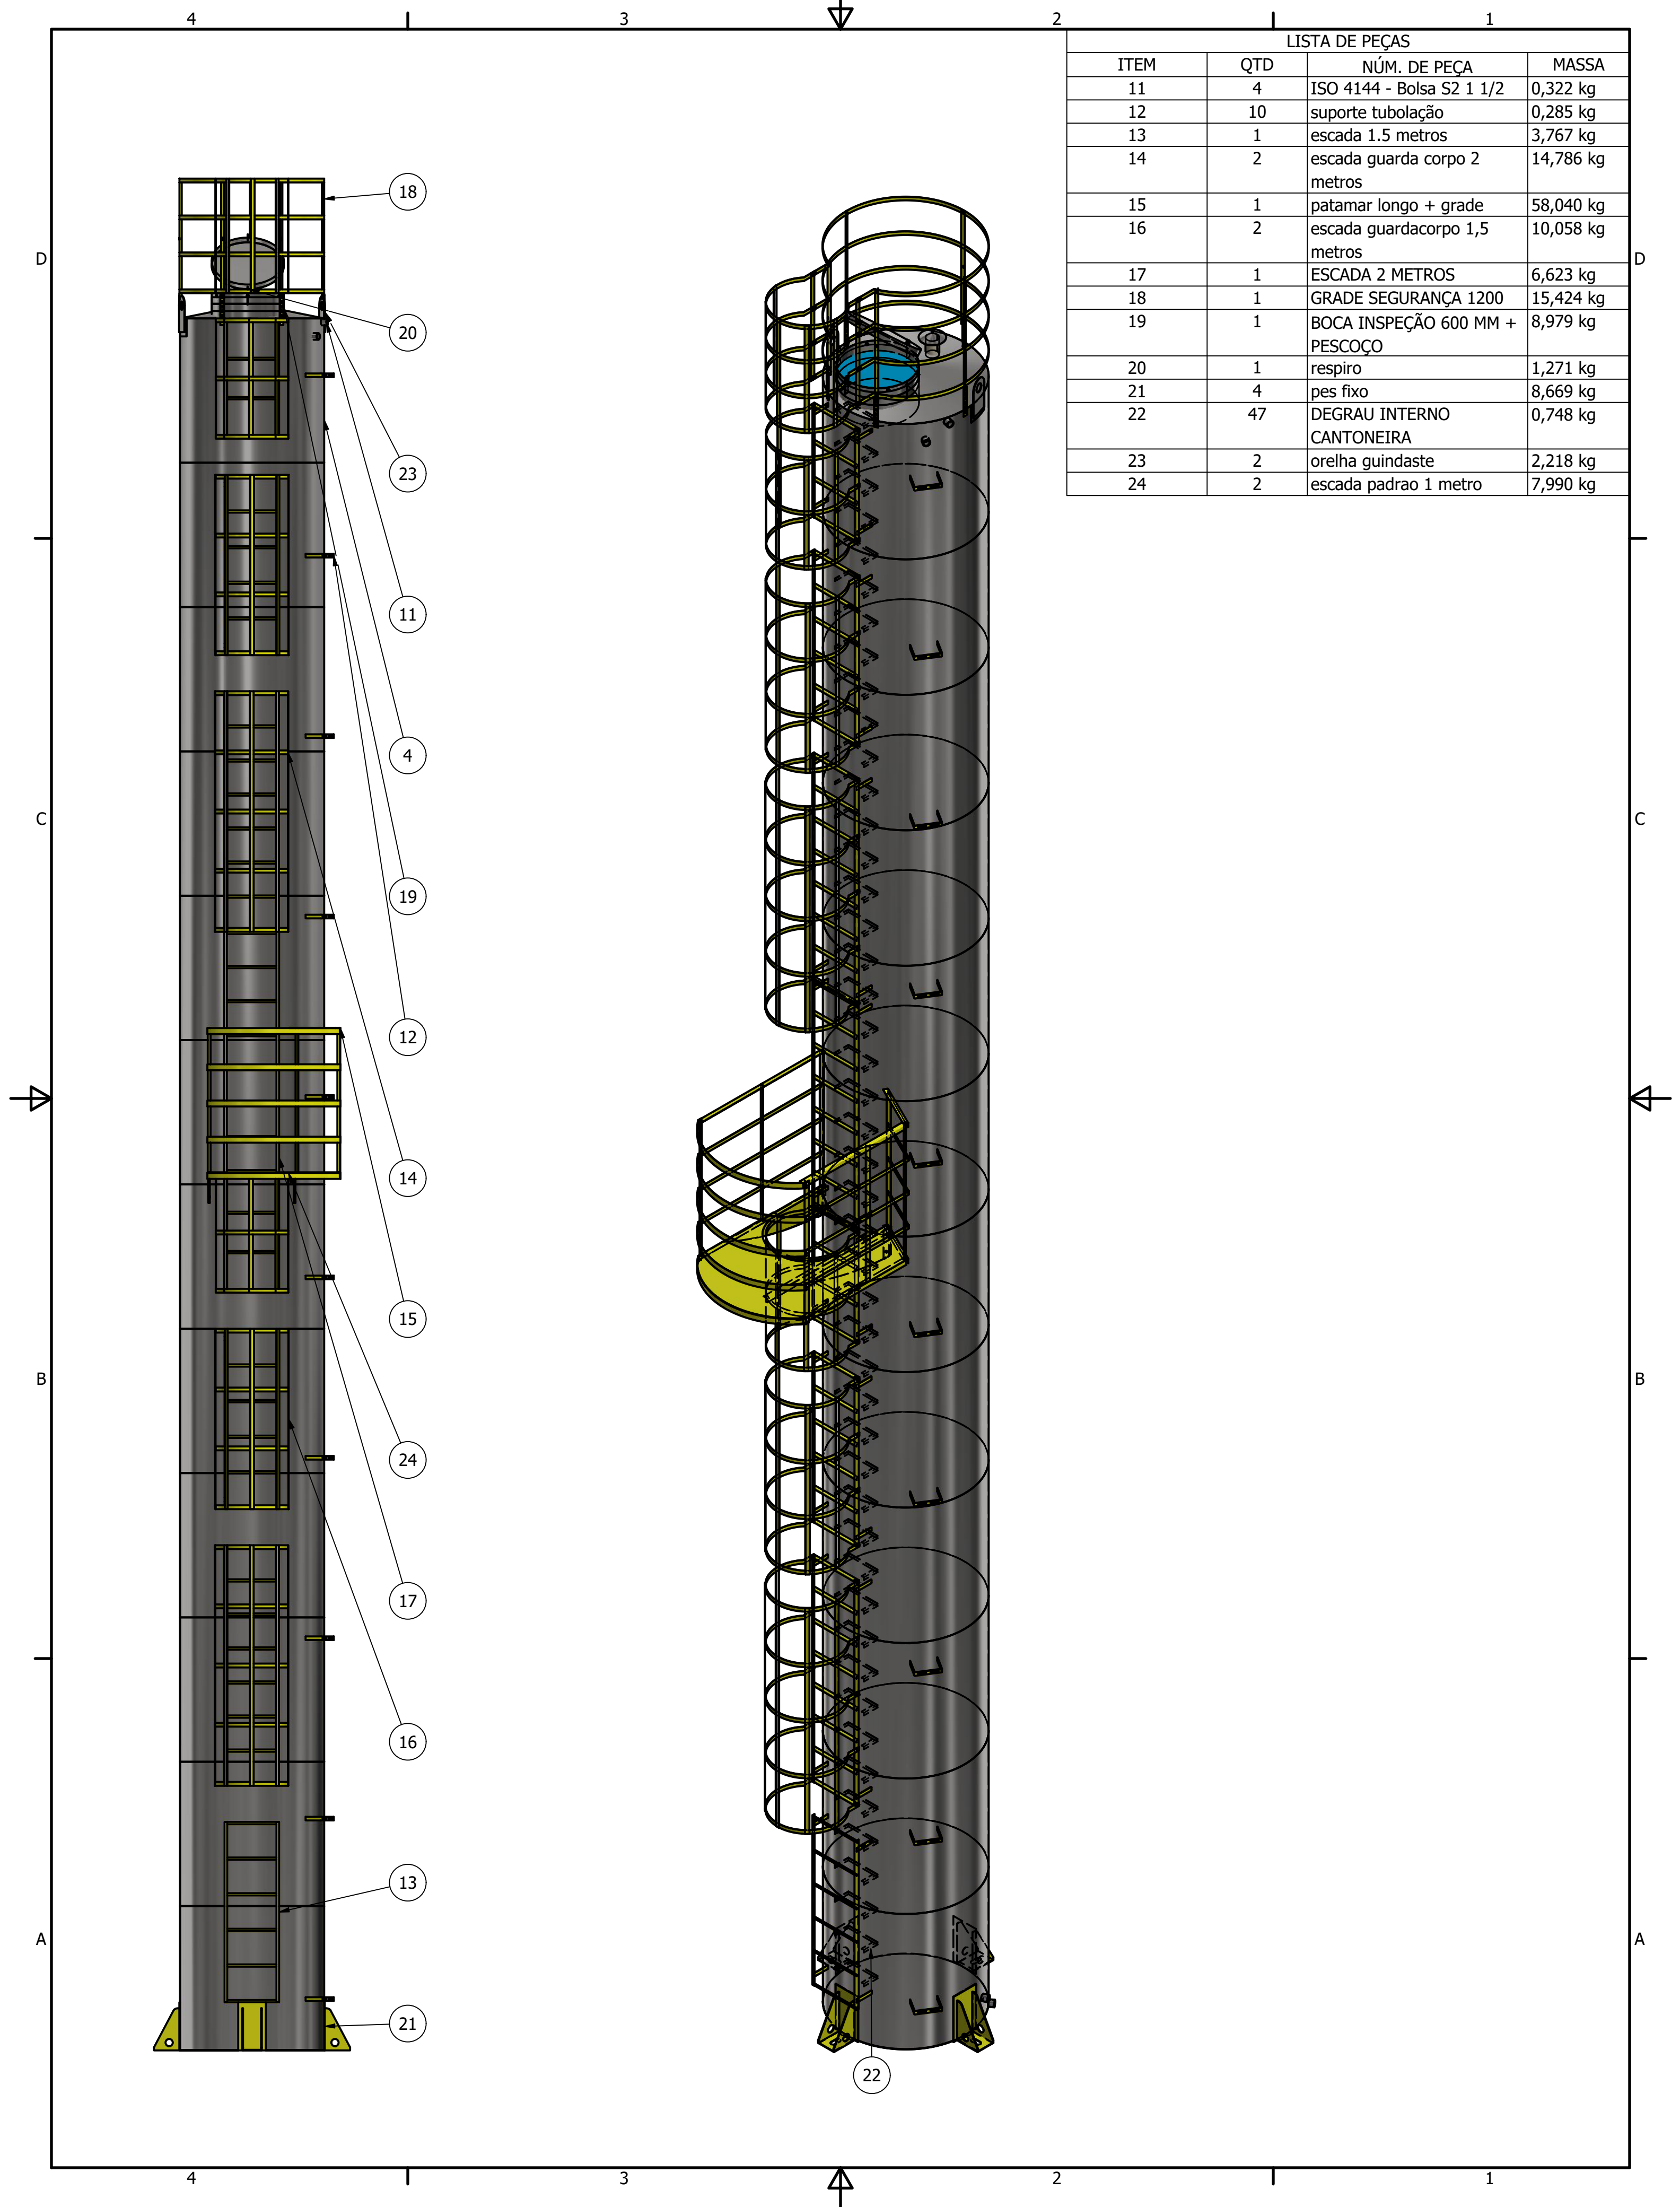 4 3 2 1
LISTA DE PEÇAS
ITEM QTD NÚM. DE PEÇA MASSA
11 4 ISO 4144 - Bolsa S2 1 1/2 0,322 kg
12 10 suporte tubolação 0,285 kg
13 1 escada 1.5 metros 3,767 kg
14 2 escada guarda corpo 2 14,786 kg
metros
15 1 patamar longo + grade 58,040 kg
16 2 escada guardacorpo 1,5 10,058 kg
metros
17 1 ESCADA 2 METROS 6,623 kg
18 1 GRADE SEGURANÇA 1200 15,424 kg
19 1 BOCA INSPEÇÃO 600 MM + 8,979 kg
PESCOÇO
20 1 respiro 1,271 kg
21 4 pes fixo 8,669 kg
22 47 DEGRAU INTERNO 0,748 kg
CANTONEIRA
23 2 orelha guindaste 2,218 kg
24 2 escada padrao 1 metro 7,990 kg
18
D D
20
23
11
4
C C
19
12
14
15
B B
24
17
16
13
A A
21
22
4 3 2 1